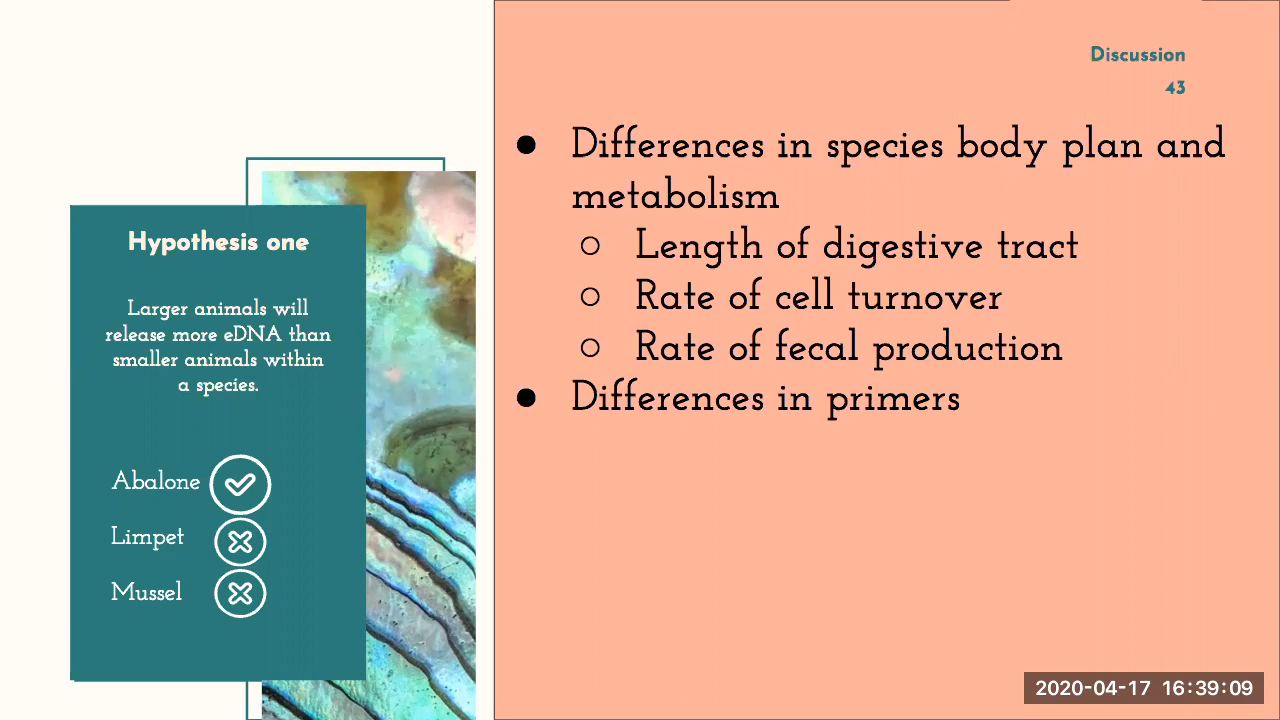 Discussion
43
Hypothesis one
Larger animals will
release more eDNA than
smaller animals within
a species.
Abalone
Limpet
Mussel
● Differences in species body plan and
metabolism
○ Length of digestive tract
○ Rate of cell turnover
○ Rate of fecal production
● Differences in primers
2020-04-17 16:39:09